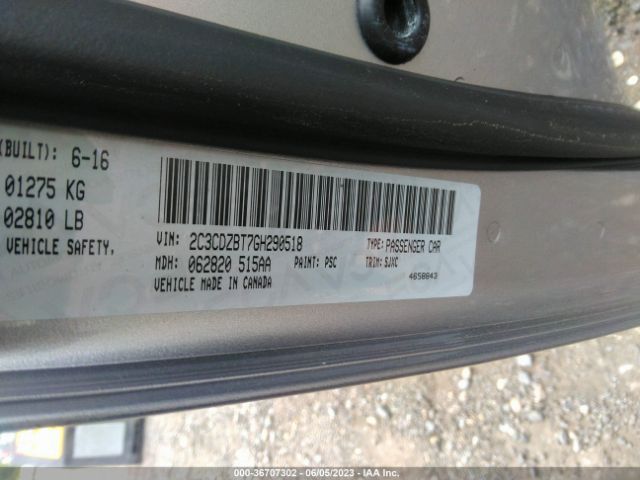 (BUILT): 6-16
01275 KG
02810 LB
VEHICLE SAFETY,
VIN: 2C3CDZBT7GH290518 TYPE: PASSENGER CAR
MDH: 062820 515AA PAINT: PSC TRIM: SJXC
VEHICLE MADE IN CANADA 4658843
000-36707302 - 06/05/2023 - IAA Inc.